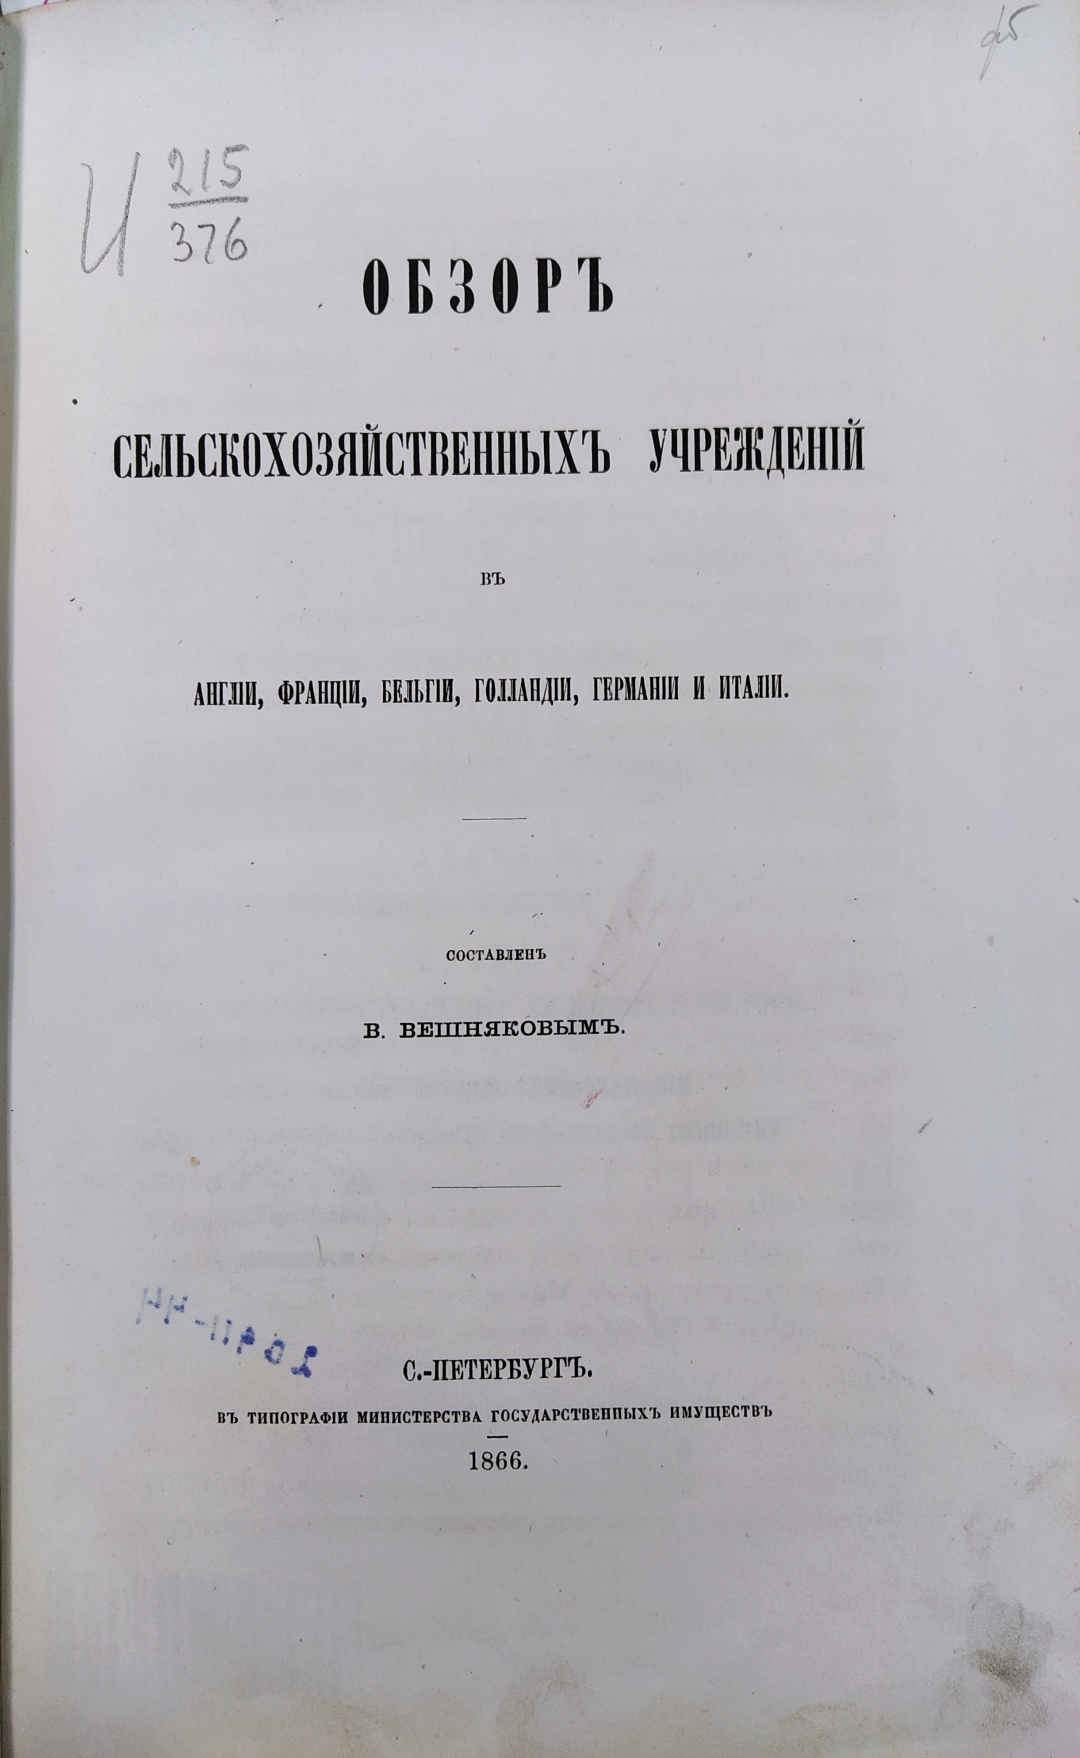 И 215
376
ОБЗОРЪ
СЕЛЬСКОХОЗЯЙСТВЕННЫХЪ УЧРЕЖДЕНІЙ
ВЪ
АНГЛІИ, ФРАНЦІИ, БЕЛЬГІИ, ГОЛЛАНДІИ, ГЕРМАНІИ И ИТАЛІИ.
СОСТАВЛЕНЪ
В. ВЕШНЯКОВЫМЪ.
С.-ПЕТЕРБУРГЪ.
ВЪ ТИПОГРАФІИ МИНИСТЕРСТВА ГОСУДАРСТВЕННЫХЪ ИМУЩЕСТВЪ
1866.